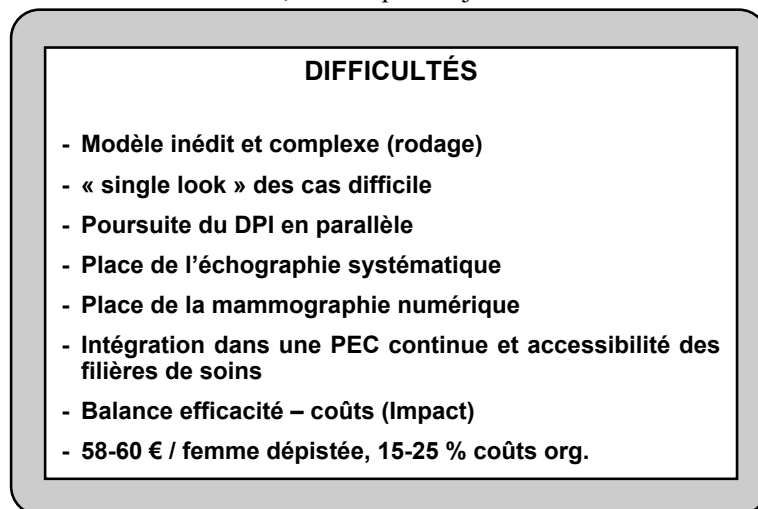 DIFFICULTÉS
- Modèle inédit et complexe (rodage)
- « single look » des cas difficile
- Poursuite du DPI en parallèle
- Place de l'échographie systématique
- Place de la mammographie numérique
- Intégration dans une PEC continue et accessibilité des
filières de soins
- Balance efficacité – coûts (Impact)
- 58-60 € / femme dépistée, 15-25 % coûts org.